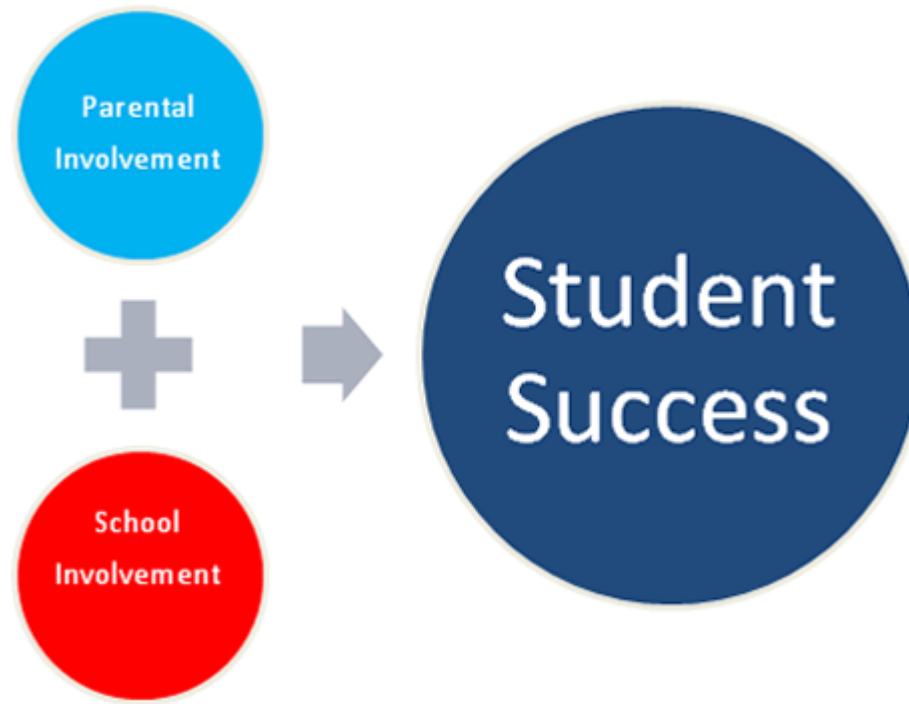 Parental
Involvement
School
Involvement
Student
Success